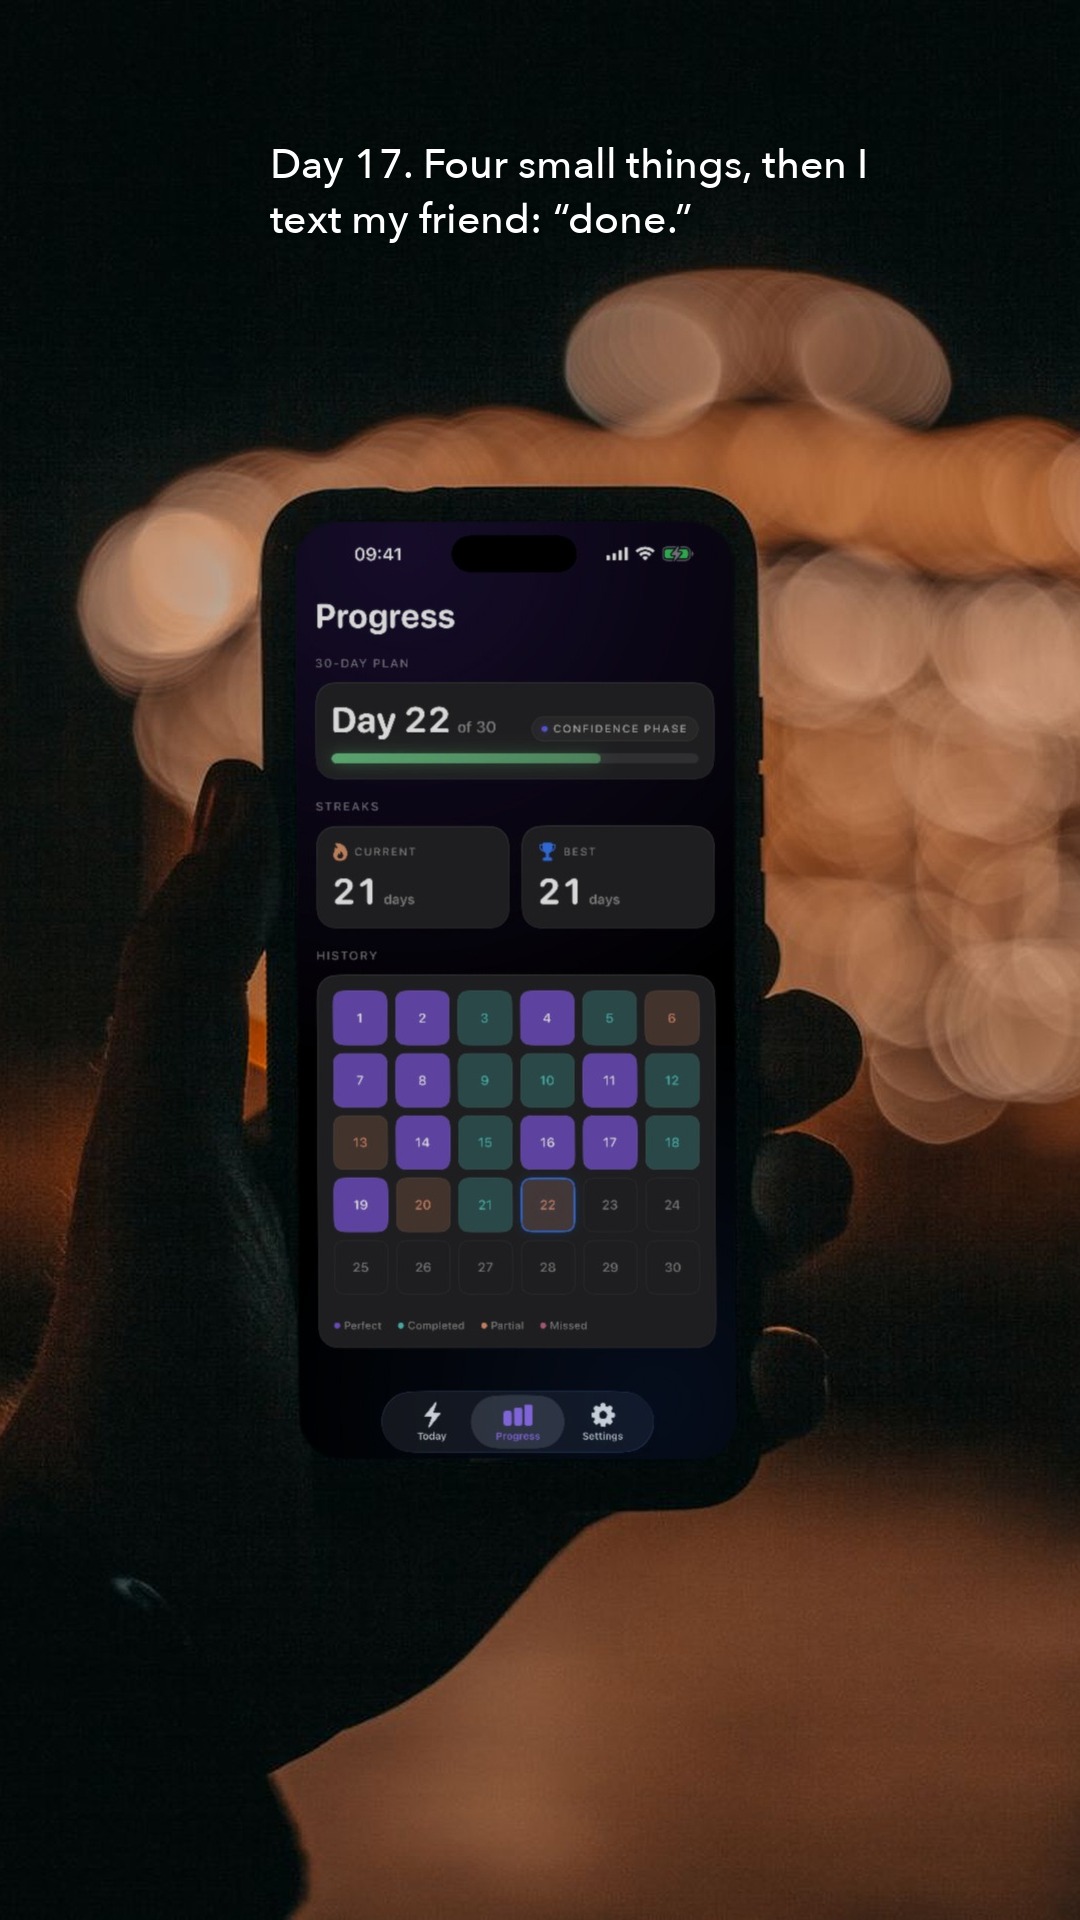 Day 17. Four small things, then I
text my friend: “done.”
09:41
Progress
30-DAY PLAN
Day 22 of 30
CONFIDENCE PHASE
STREAKS
CURRENT
21 days
BEST
21 days
HISTORY
1 2 3 4 5 6
7 8 9 10 11 12
13 14 15 16 17 18
19 20 21 22 23 24
25 26 27 28 29 30
Perfect Completed Partial Missed
Today Progress Settings